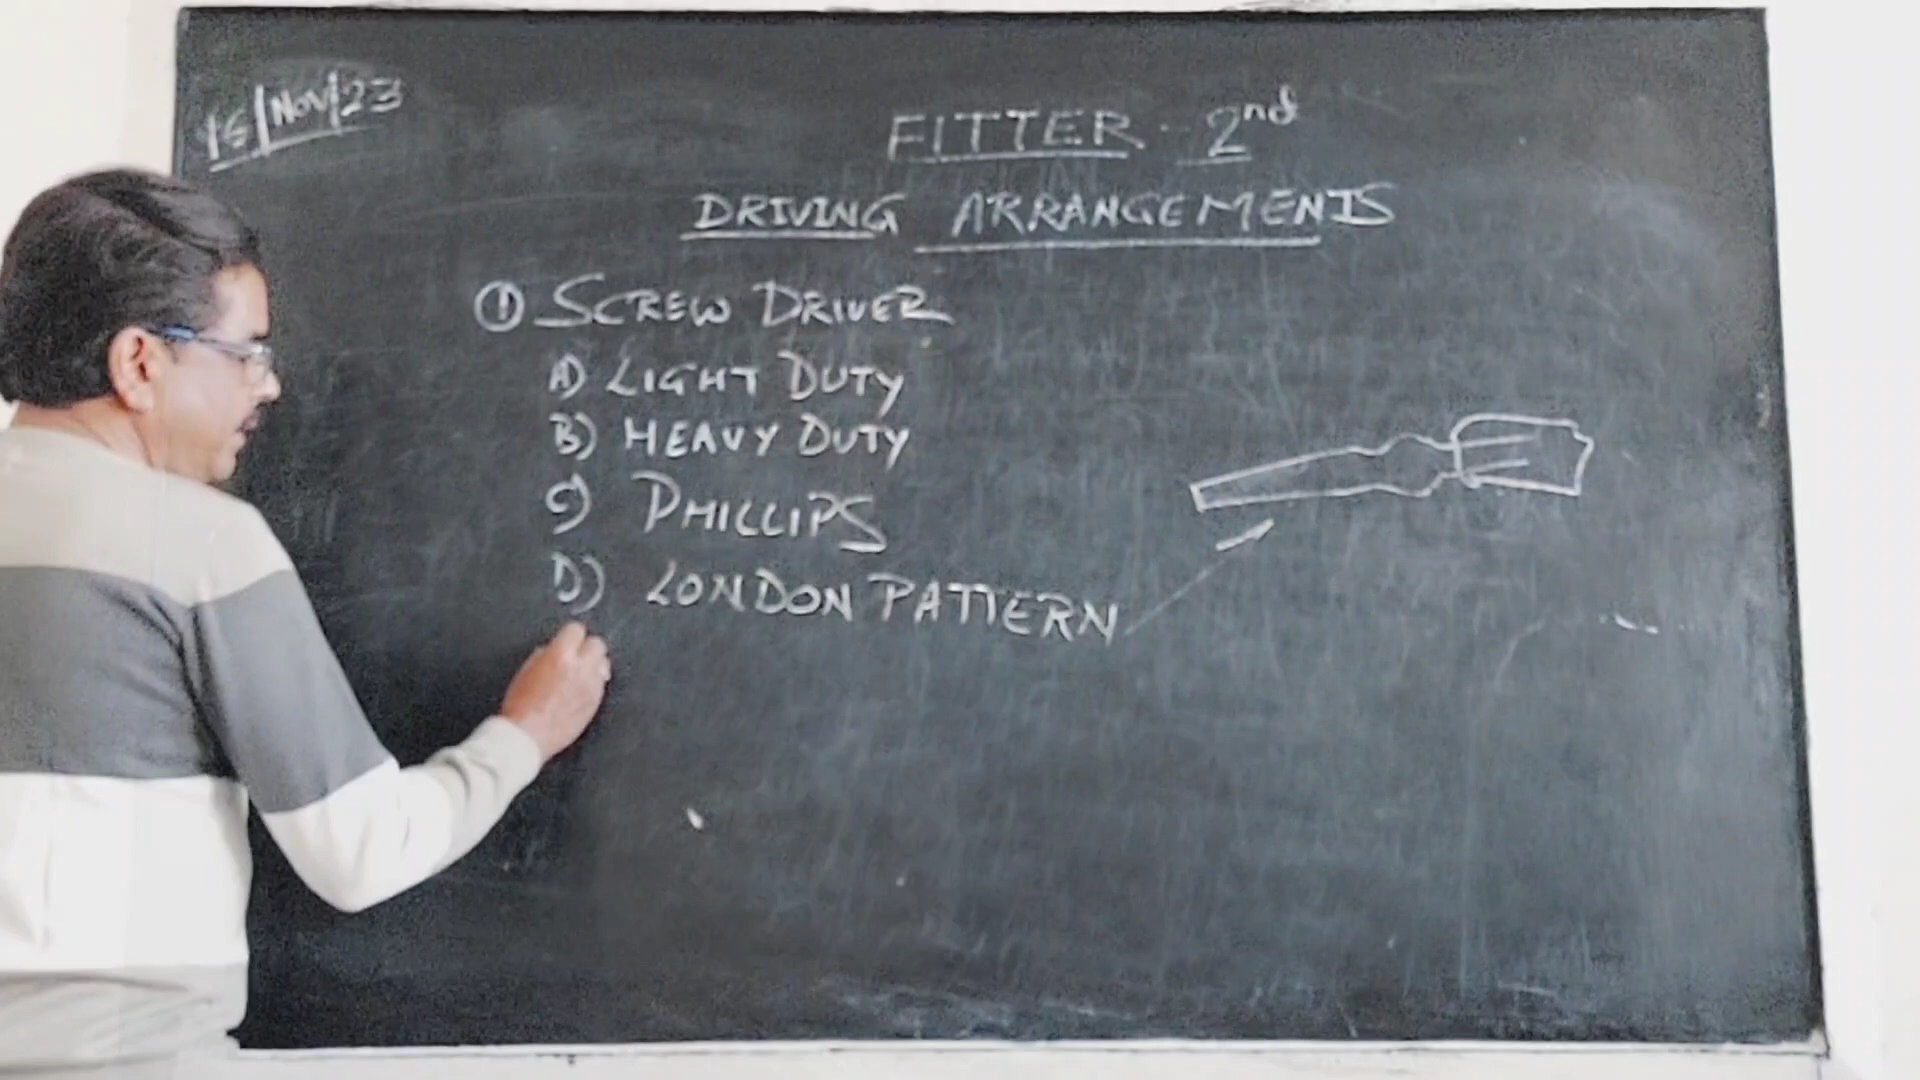 15/Nov/23
FITTER - 2nd
DRIVING ARRANGEMENTS
① SCREW DRIVER
A) LIGHT DUTY
B) HEAVY DUTY
C) PHILLIPS
D) LONDON PATTERN